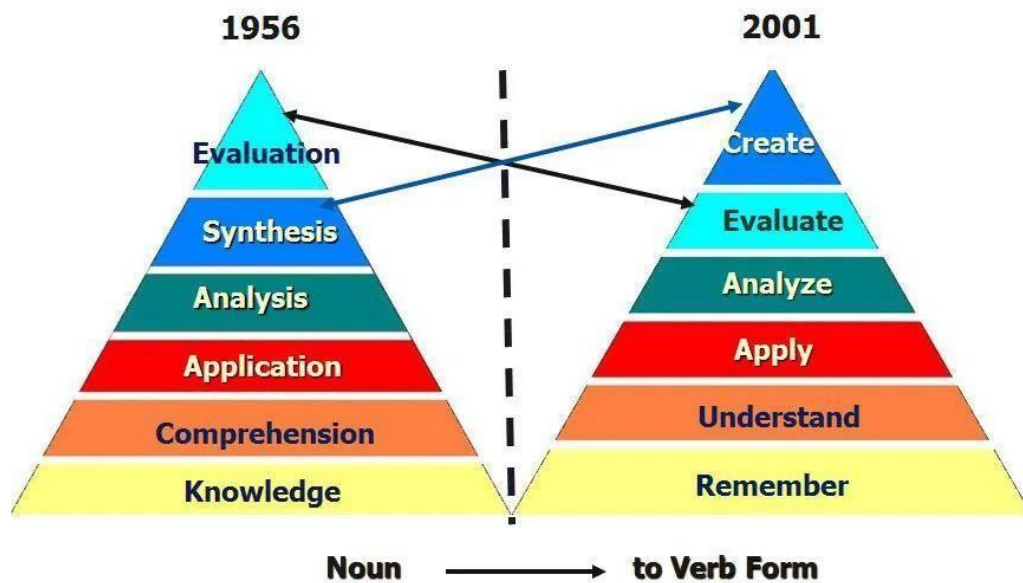 1956
Evaluation
Synthesis
Analysis
Application
Comprehension
Knowledge
2001
Create
Evaluate
Analyze
Apply
Understand
Remember
Noun to Verb Form